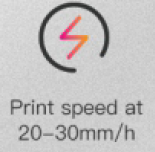 Print speed at
20–30mm/h